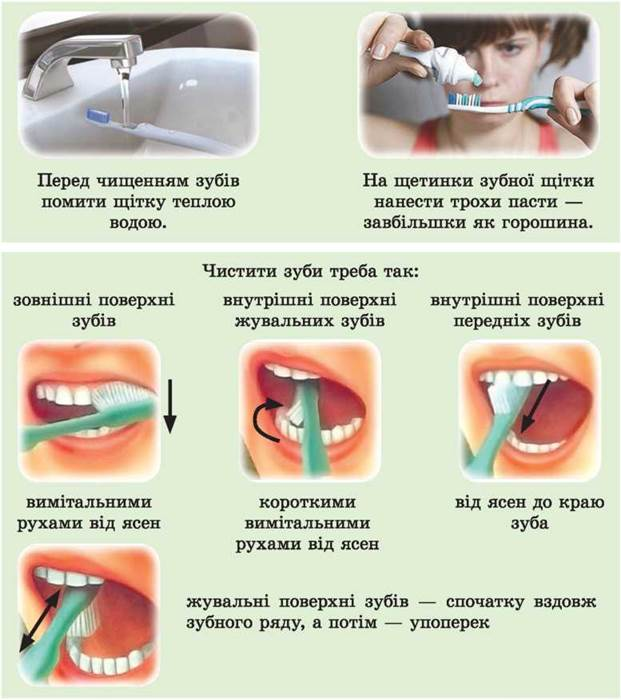 Перед чищенням зубів
помити щітку теплою
водою.
На щетинки зубної щітки
нанести трохи пасти —
завбільшки як горошина.
Чистити зуби треба так:
зовнішні поверхні
зубів
внутрішні поверхні
жувальних зубів
внутрішні поверхні
передніх зубів
вимітальними
рухами від ясен
короткими
вимітальними
рухами від ясен
від ясен до краю
зуба
жувальні поверхні зубів — спочатку вздовж
зубного ряду, а потім — упоперек